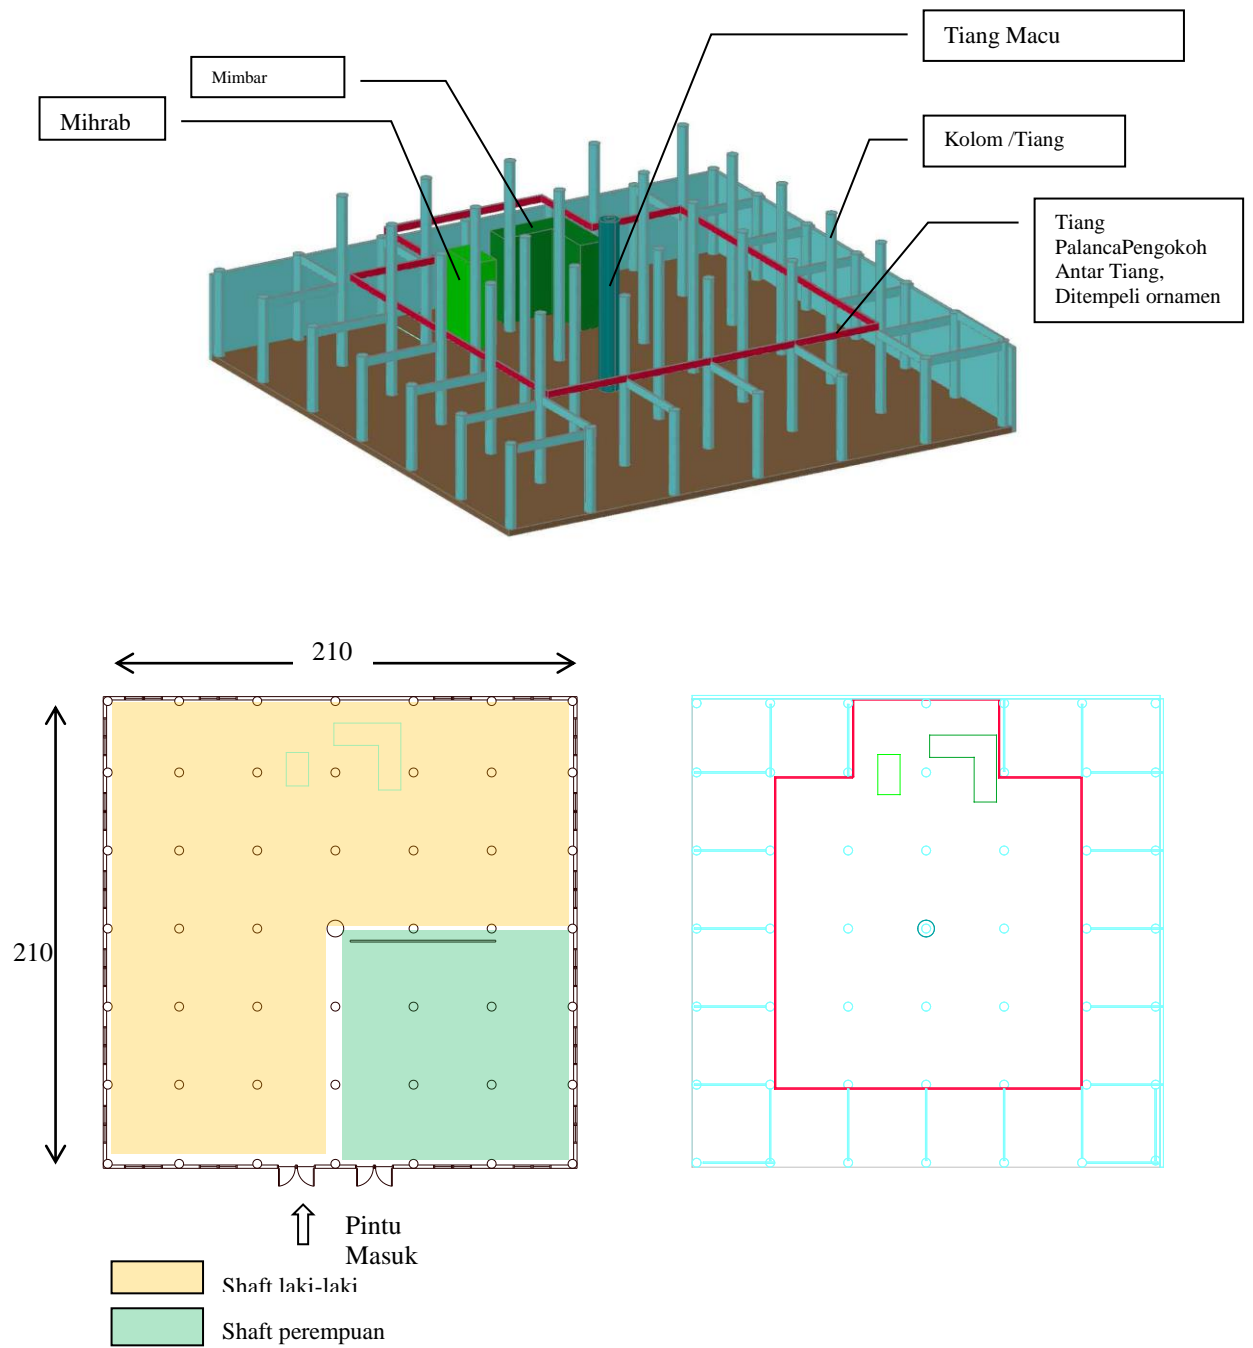 Tiang Macu
Mimbar
Mihrab
Kolom /Tiang
Tiang
PalancaPengokoh
Antar Tiang,
Ditempeli ornamen
210
210
Pintu
Masuk
Shaft laki-laki
Shaft perempuan